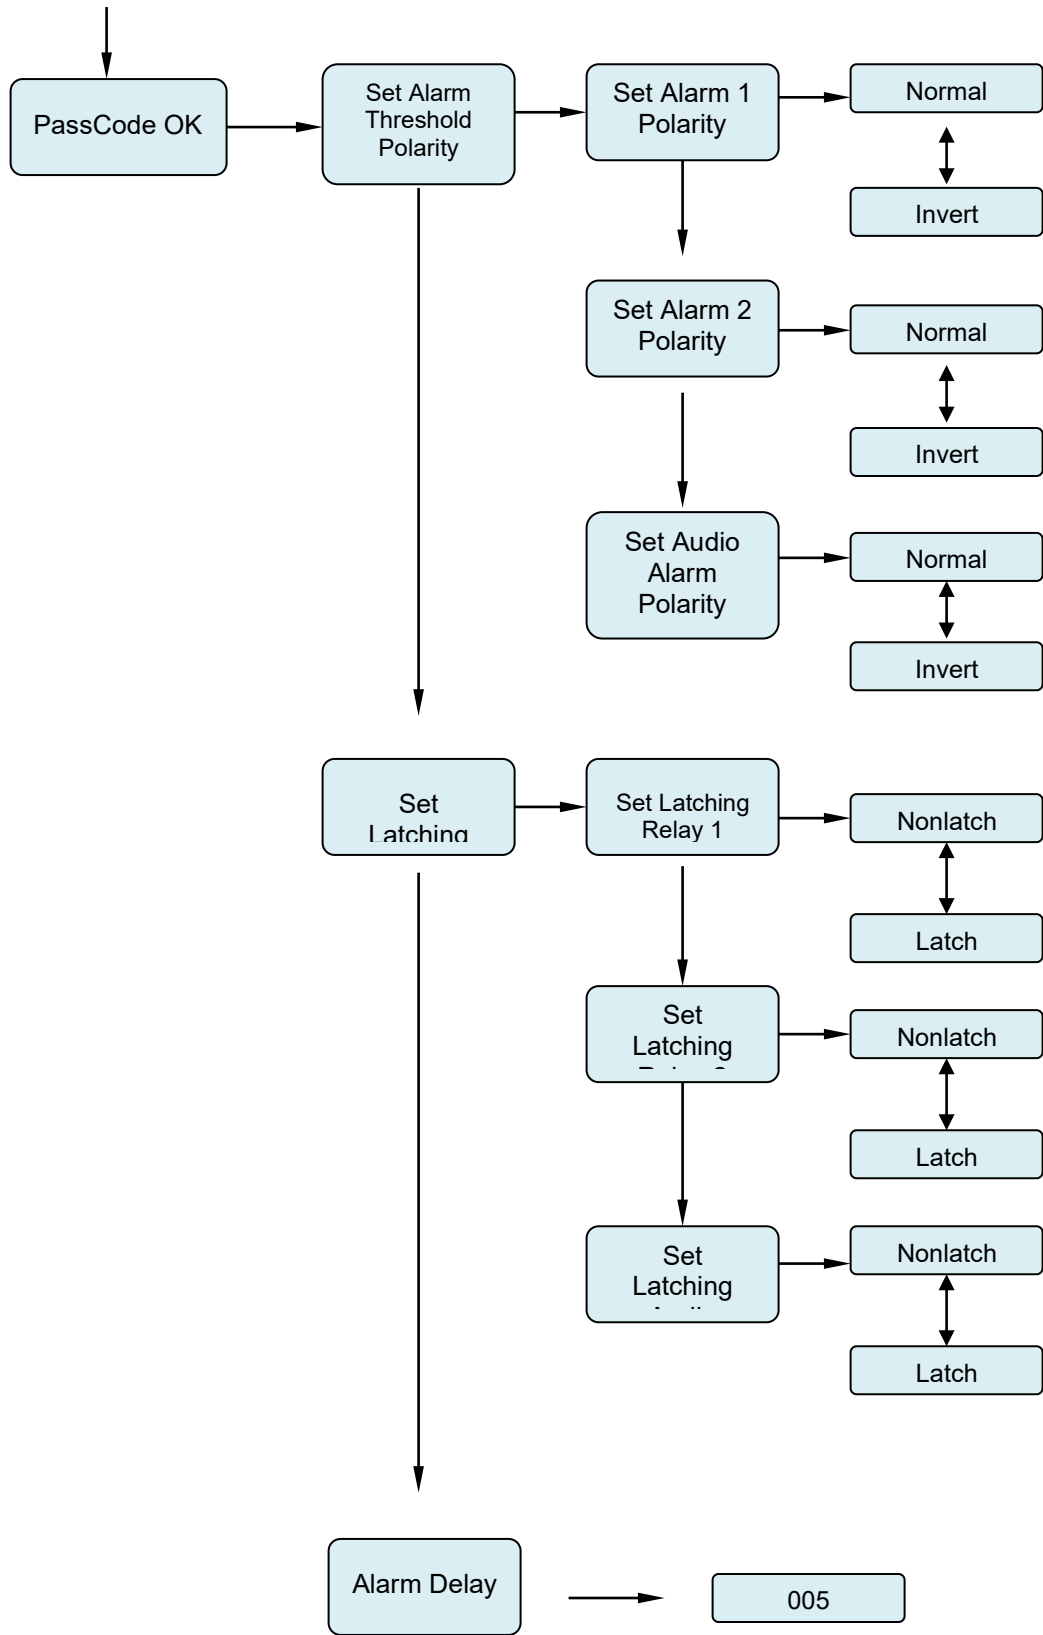 PassCode OK
Set Alarm
Threshold
Polarity
Set Alarm 1
Polarity
Normal
Invert
Set Alarm 2
Polarity
Normal
Invert
Set Audio
Alarm
Polarity
Normal
Invert
Set
Latching
Set Latching
Relay 1
Nonlatch
Latch
Set
Latching
Nonlatch
Latch
Set
Latching
Nonlatch
Latch
Alarm Delay
005